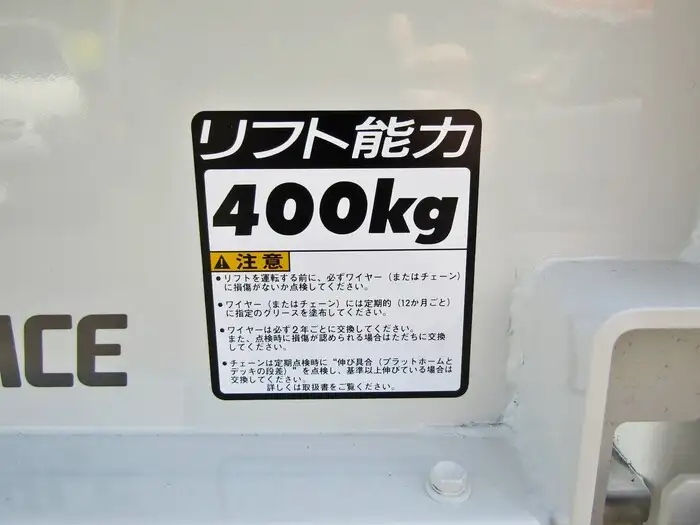 リフト能力
400kg
注意
●リフトを運転する前に、必ずワイヤー（またはチェーン）
に損傷がないか点検してください。
●ワイヤー（またはチェーン）には定期的（12か月ごと）
に指定のグリースを塗布してください。
●ワイヤーは必ず2年ごとに交換してください。
また、点検時に損傷が認められる場合はただちに交換
してください。
●チェーンは定期点検時に"伸び具合（プラットホームと
デッキの段差）"を点検し、基準以上伸びている場合は
交換してください。
詳しくは取扱書をご覧ください。
ACE